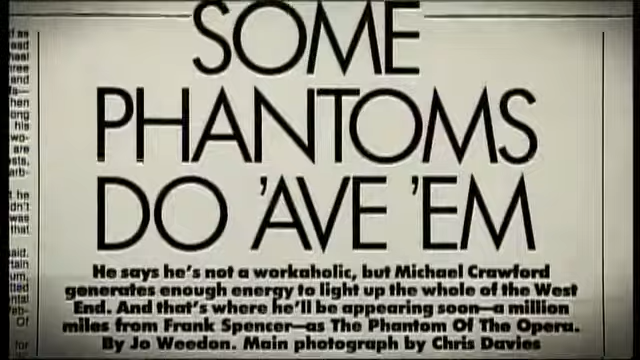 SOME
PHANTOMS
DO 'AVE 'EM
He says he's not a workaholic, but Michael Crawford
generates enough energy to light up the whole of the West
End. And that's where he'll be appearing soon—a million
miles from Frank Spencer—as The Phantom Of The Opera.
By Jo Weedon. Main photograph by Chris Davies